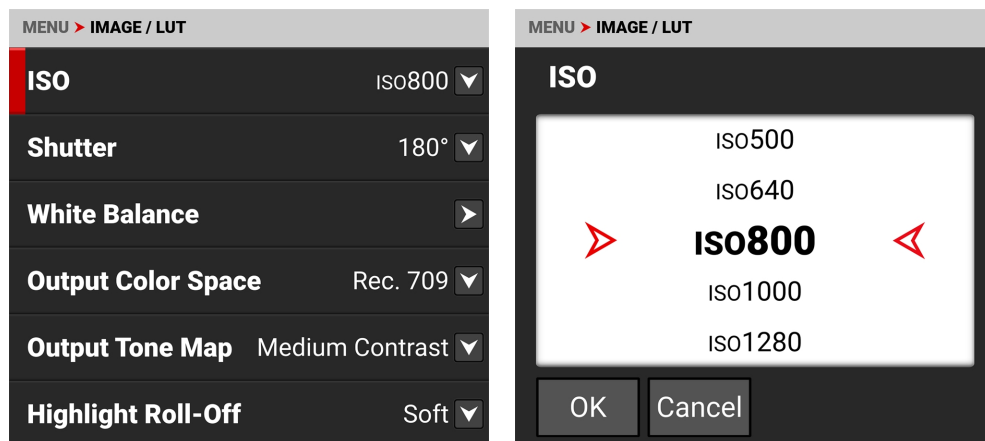 MENU ➤ IMAGE / LUT
ISO ISO800
Shutter 180°
White Balance
Output Color Space Rec. 709
Output Tone Map Medium Contrast
Highlight Roll-Off Soft
MENU ➤ IMAGE / LUT
ISO
ISO500
ISO640
ISO800
ISO1000
ISO1280
OK Cancel